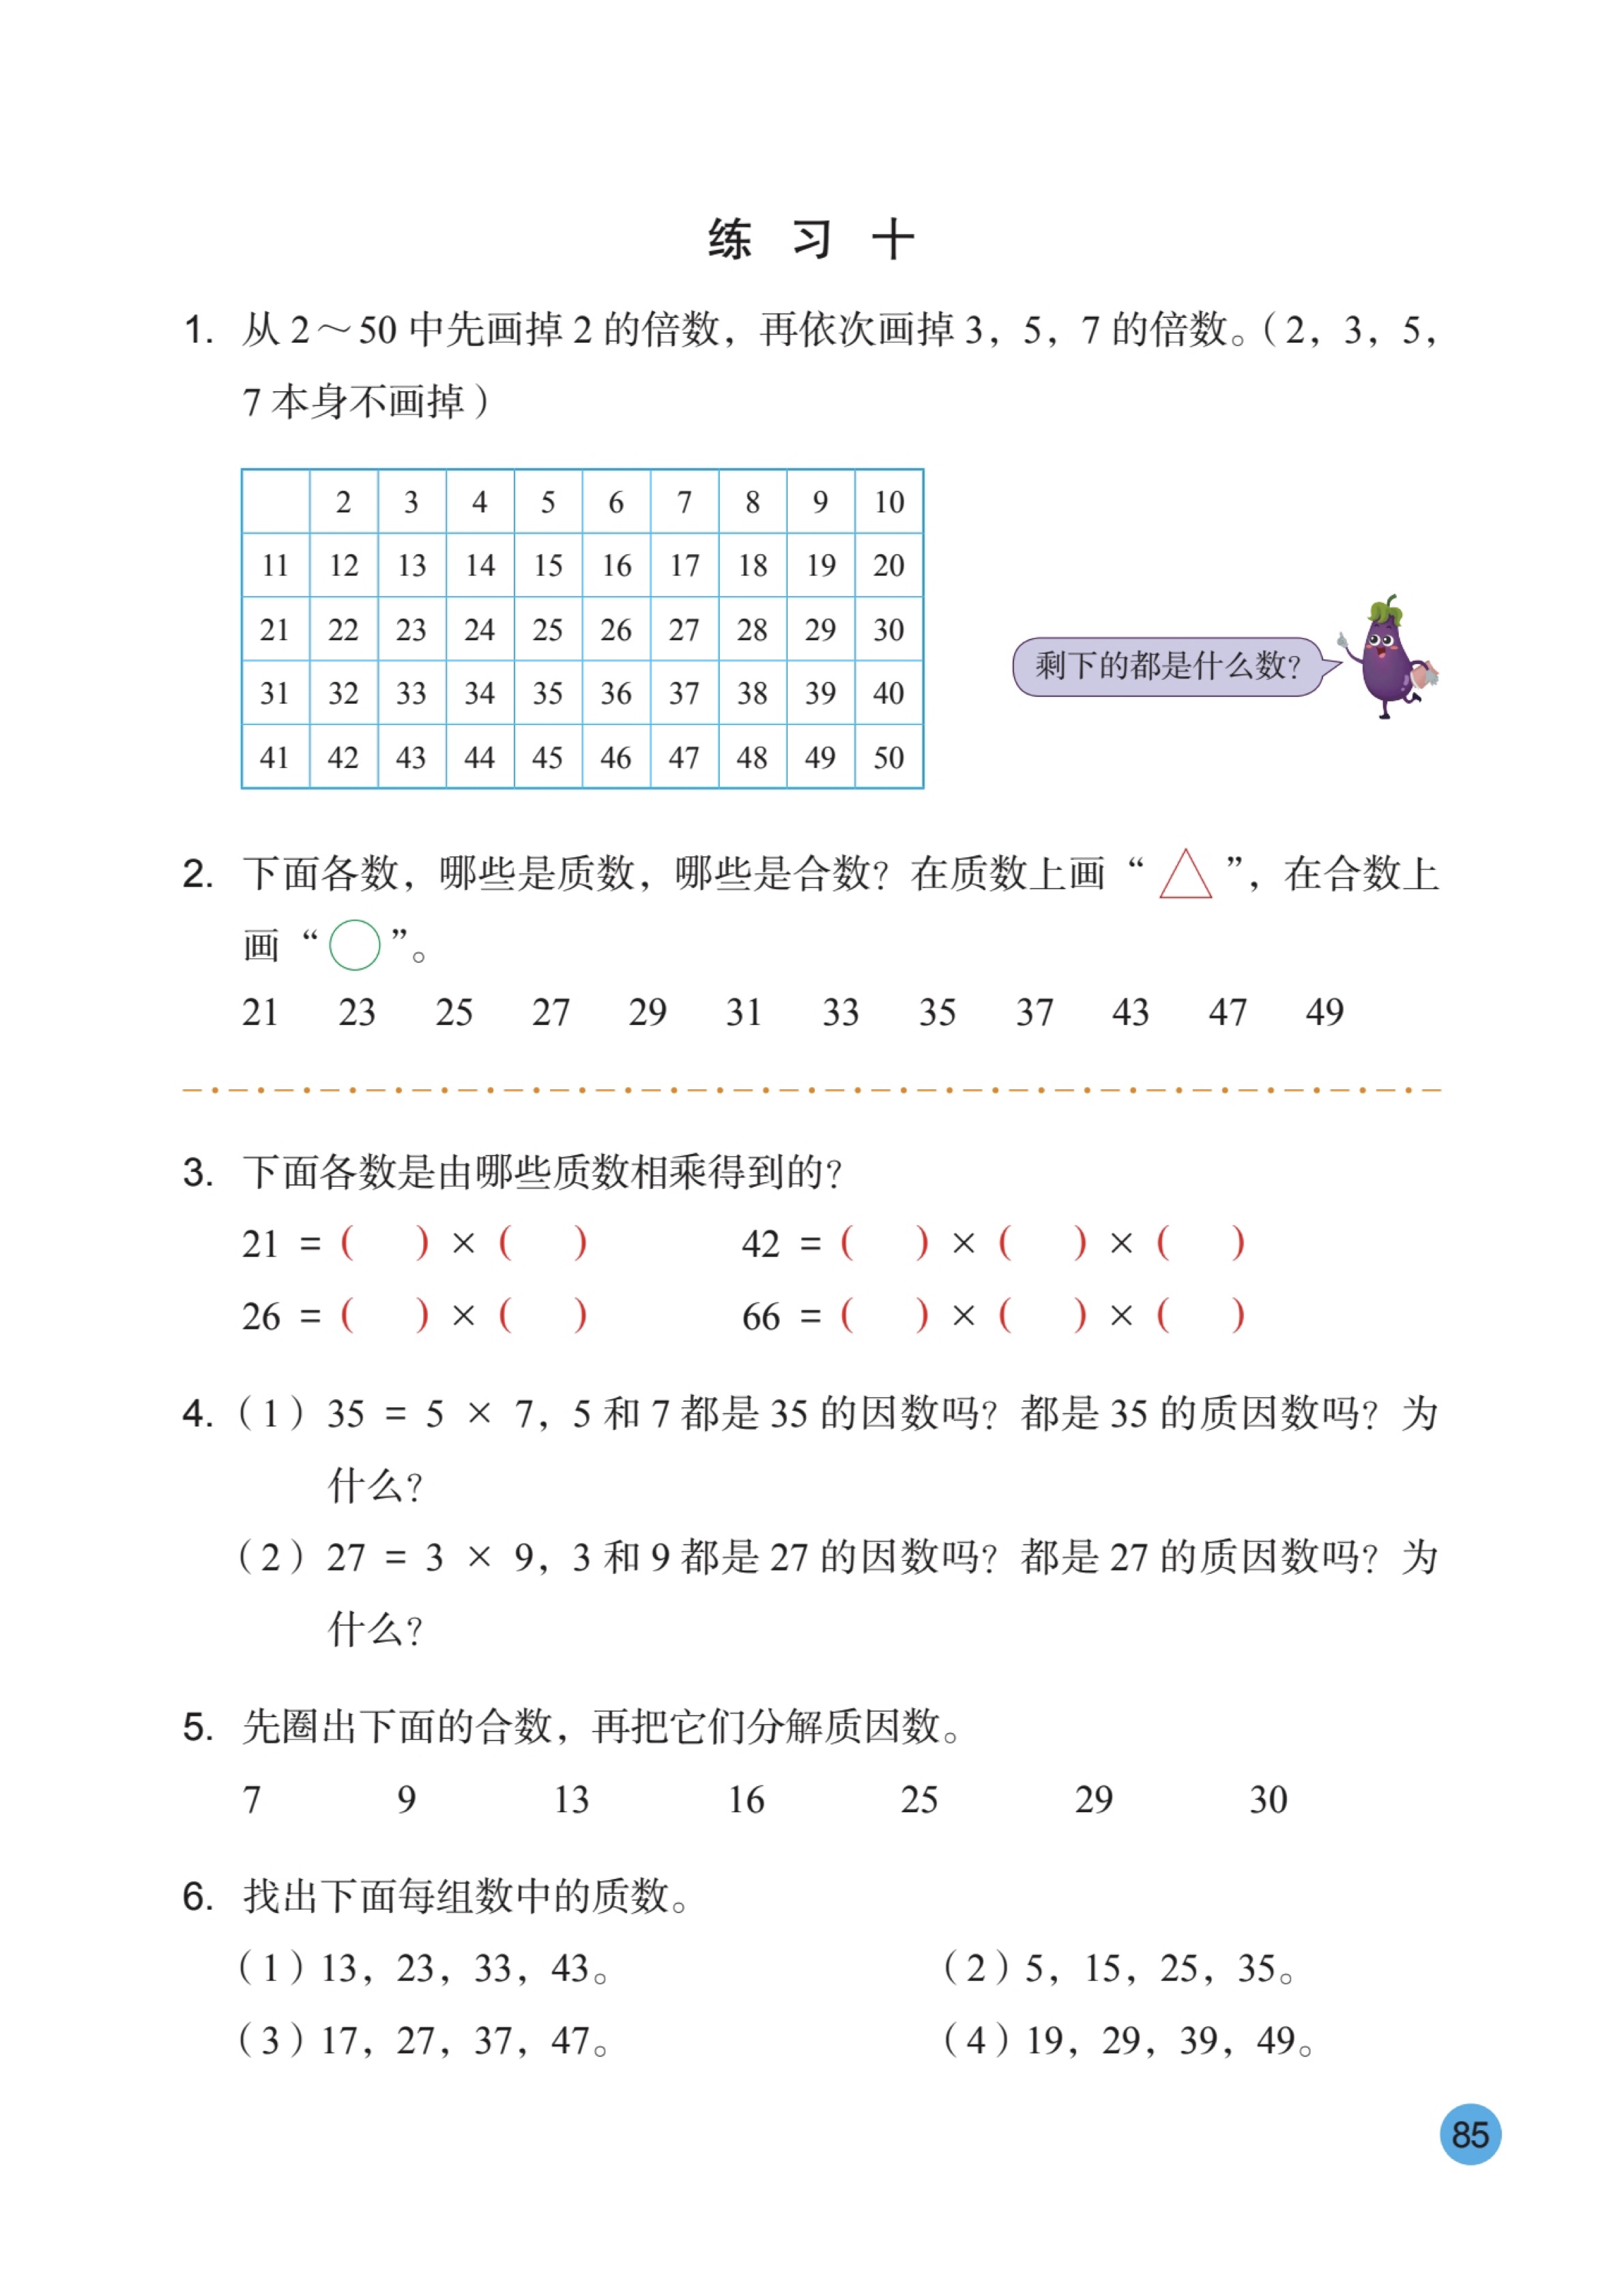 练 习 十
1. 从 2～50 中先画掉 2 的倍数，再依次画掉 3，5，7 的倍数。（2，3，5，
7 本身不画掉）
2 3 4 5 6 7 8 9 10
11 12 13 14 15 16 17 18 19 20
21 22 23 24 25 26 27 28 29 30
31 32 33 34 35 36 37 38 39 40
41 42 43 44 45 46 47 48 49 50
剩下的都是什么数？
2. 下面各数，哪些是质数，哪些是合数？在质数上画“△”，在合数上
画“○”。
21 23 25 27 29 31 33 35 37 43 47 49
3. 下面各数是由哪些质数相乘得到的？
21 =（ ）×（ ） 42 =（ ）×（ ）×（ ）
26 =（ ）×（ ） 66 =（ ）×（ ）×（ ）
4.（1）35 = 5 × 7，5 和 7 都是 35 的因数吗？都是 35 的质因数吗？为
什么？
（2）27 = 3 × 9，3 和 9 都是 27 的因数吗？都是 27 的质因数吗？为
什么？
5. 先圈出下面的合数，再把它们分解质因数。
7 9 13 16 25 29 30
6. 找出下面每组数中的质数。
（1）13，23，33，43。 （2）5，15，25，35。
（3）17，27，37，47。 （4）19，29，39，49。
85